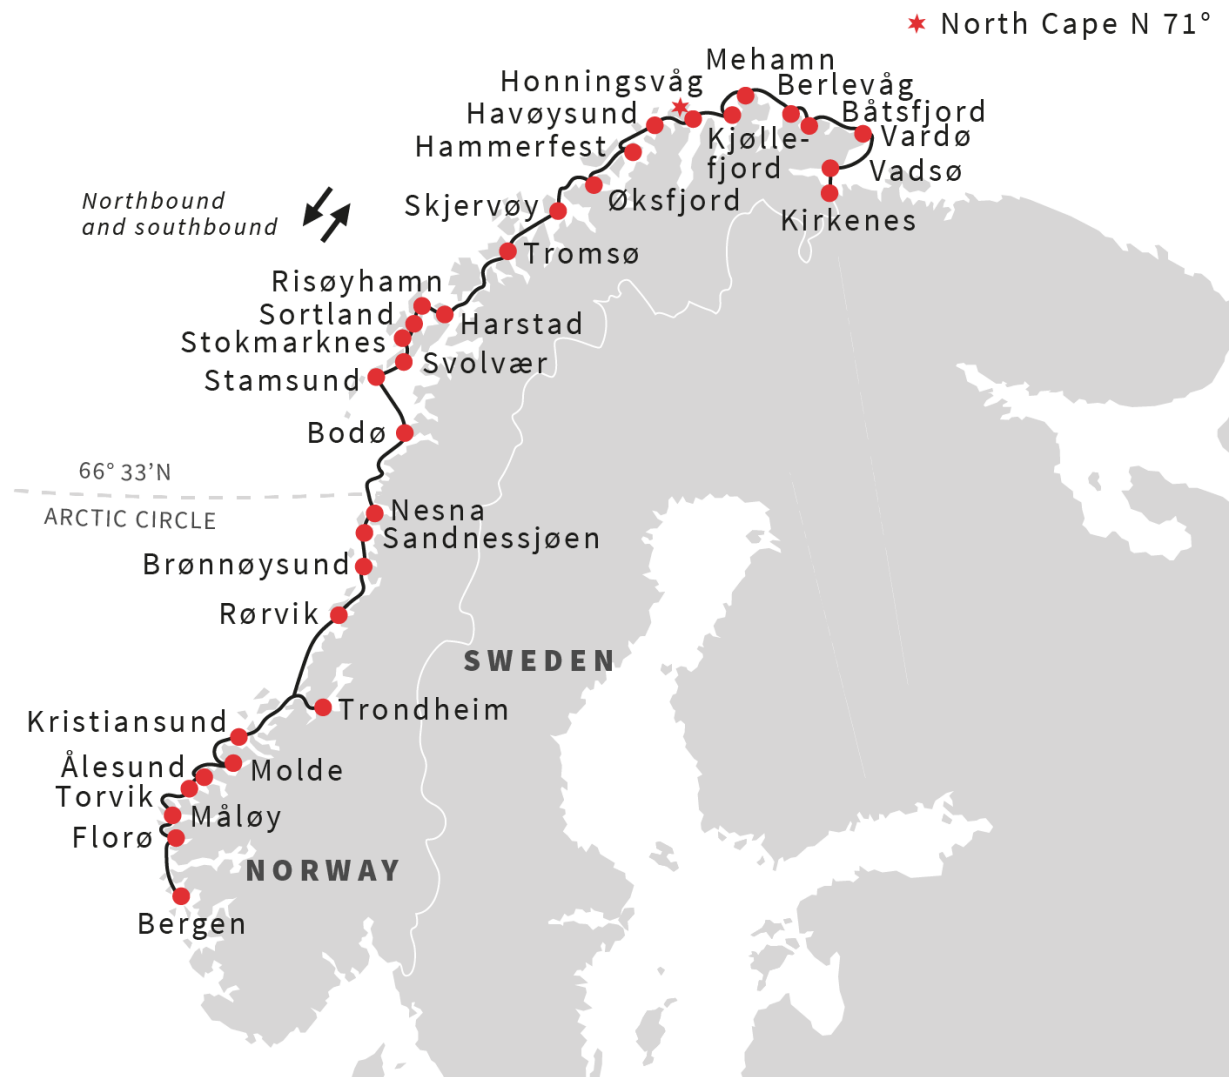 North Cape N 71°
Mehamn
Honningsvåg
Berlevåg
Havøysund
Båtsfjord
Hammerfest
Kjølle-
fjord
Vardø
Vadsø
Northbound
and southbound
Skjervøy
Øksfjord
Kirkenes
Tromsø
Risøyhamn
Sortland
Harstad
Stokmarknes
Svolvær
Stamsund
Bodø
66° 33’N
ARCTIC CIRCLE
Nesna
Sandnessjøen
Brønnøysund
Rørvik
SWEDEN
Trondheim
Kristiansund
Ålesund
Molde
Torvik
Måløy
Florø
NORWAY
Bergen